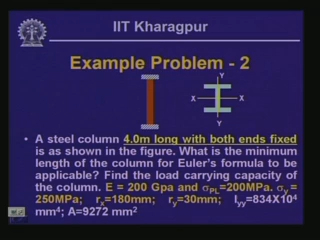 IIT Kharagpur
Example Problem - 2
Y
X X
Y
• A steel column 4.0m long with both ends fixed
is as shown in the figure. What is the minimum
length of the column for Euler's formula to be
applicable? Find the load carrying capacity of
the column. E = 200 Gpa and σPL=200MPa. σy =
250MPa; rx=180mm; ry=30mm; Iyy=834X10⁴
mm⁴; A=9272 mm²